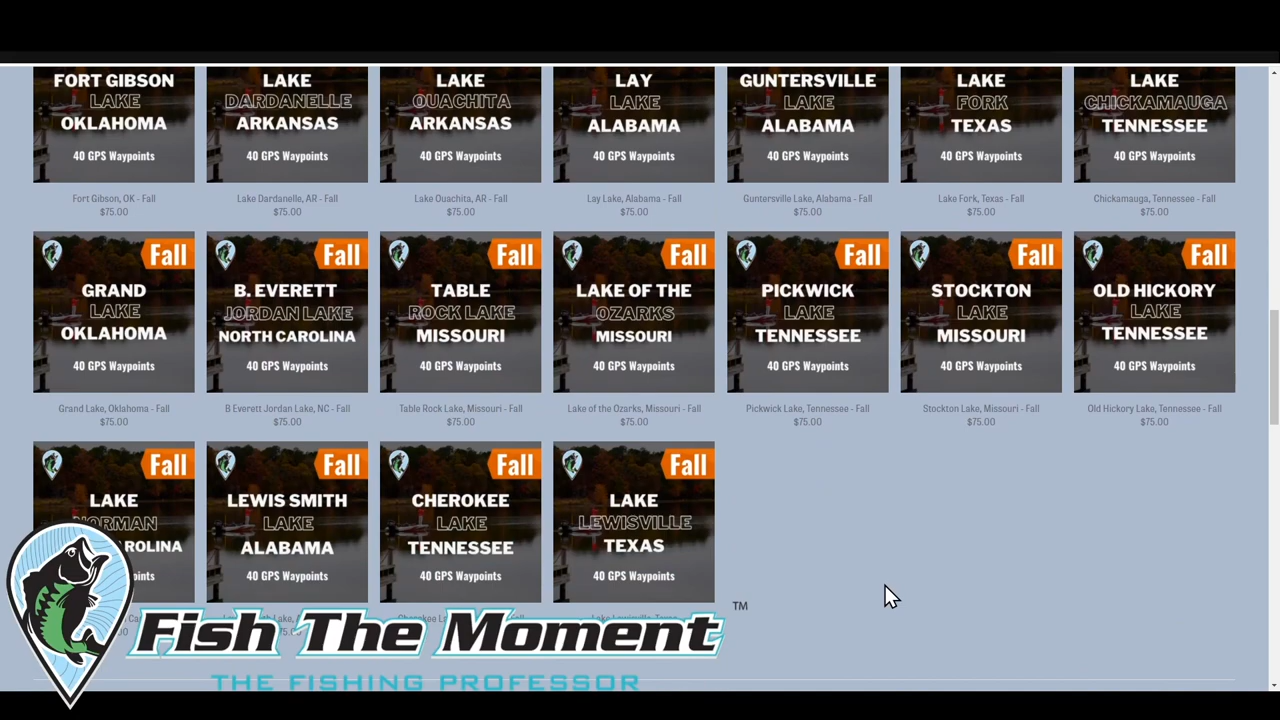 FORT GIBSON
LAKE
OKLAHOMA
40 GPS Waypoints
Fort Gibson, OK - Fall
$75.00
LAKE
DARDANELLE
ARKANSAS
40 GPS Waypoints
Lake Dardanelle, AR - Fall
$75.00
LAKE
OUACHITA
ARKANSAS
40 GPS Waypoints
Lake Ouachita, AR - Fall
$75.00
LAY
LAKE
ALABAMA
40 GPS Waypoints
Lay Lake, Alabama - Fall
$75.00
GUNTERSVILLE
LAKE
ALABAMA
40 GPS Waypoints
Guntersville Lake, Alabama - Fall
$75.00
LAKE
FORK
TEXAS
40 GPS Waypoints
Lake Fork, Texas - Fall
$75.00
LAKE
CHICKAMAUGA
TENNESSEE
40 GPS Waypoints
Chickamauga, Tennessee - Fall
$75.00
Fall
GRAND
LAKE
OKLAHOMA
40 GPS Waypoints
Grand Lake, Oklahoma - Fall
$75.00
Fall
B. EVERETT
JORDAN LAKE
NORTH CAROLINA
40 GPS Waypoints
B Everett Jordan Lake, NC - Fall
$75.00
Fall
TABLE
ROCK LAKE
MISSOURI
40 GPS Waypoints
Table Rock Lake, Missouri - Fall
$75.00
Fall
LAKE OF THE
OZARKS
MISSOURI
40 GPS Waypoints
Lake of the Ozarks, Missouri - Fall
$75.00
Fall
PICKWICK
LAKE
TENNESSEE
40 GPS Waypoints
Pickwick Lake, Tennessee - Fall
$75.00
Fall
STOCKTON
LAKE
MISSOURI
40 GPS Waypoints
Stockton Lake, Missouri - Fall
$75.00
Fall
OLD HICKORY
LAKE
TENNESSEE
40 GPS Waypoints
Old Hickory Lake, Tennessee - Fall
$75.00
Fall
LAKE
NORMAN
AROLINA
Fall
LEWIS SMITH
LAKE
ALABAMA
40 GPS Waypoints
Fall
CHEROKEE
LAKE
TENNESSEE
40 GPS Waypoints
Fall
LAKE
LEWISVILLE
TEXAS
40 GPS Waypoints
Fish The Moment
TM
THE FISHING PROFESSOR